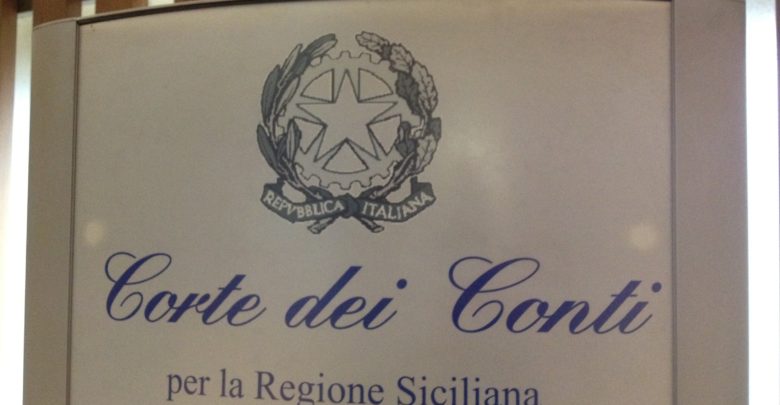 REPVBBLICA ITALIANA
Corte dei Conti
per la Regione Siciliana